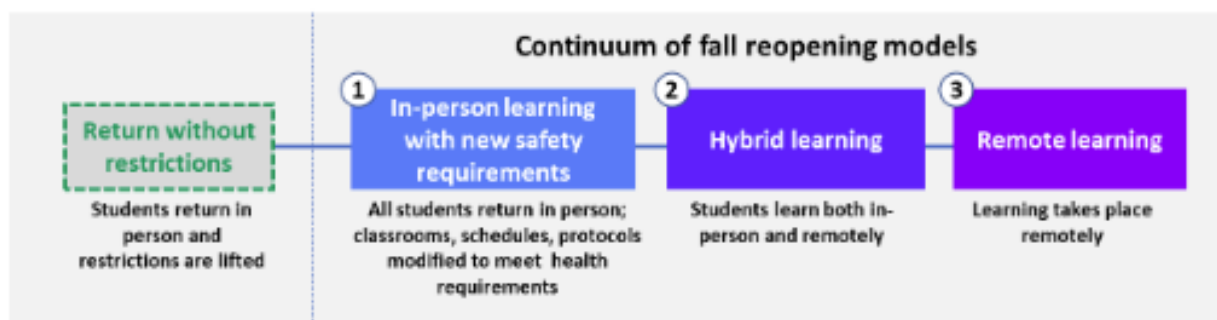 Continuum of fall reopening models
Return without
restrictions
Students return in
person and
restrictions are lifted
1
In-person learning
with new safety
requirements
All students return in person;
classrooms, schedules, protocols
modified to meet health
requirements
2
Hybrid learning
Students learn both in-
person and remotely
3
Remote learning
Learning takes place
remotely